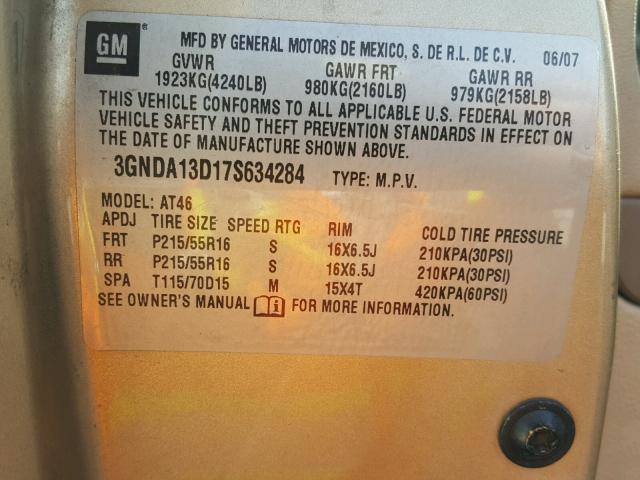 GM MFD BY GENERAL MOTORS DE MEXICO, S. DE R.L. DE C.V. 06/07
GVWR GAWR FRT GAWR RR
1923KG(4240LB) 980KG(2160LB) 979KG(2158LB)
THIS VEHICLE CONFORMS TO ALL APPLICABLE U.S. FEDERAL MOTOR
VEHICLE SAFETY AND THEFT PREVENTION STANDARDS IN EFFECT ON
THE DATE OF MANUFACTURE SHOWN ABOVE.
3GNDA13D17S634284 TYPE: M.P.V.
MODEL: AT46
APDJ TIRE SIZE SPEED RTG RIM COLD TIRE PRESSURE
FRT P215/55R16 S 16X6.5J 210KPA(30PSI)
RR P215/55R16 S 16X6.5J 210KPA(30PSI)
SPA T115/70D15 M 15X4T 420KPA(60PSI)
SEE OWNER'S MANUAL FOR MORE INFORMATION.